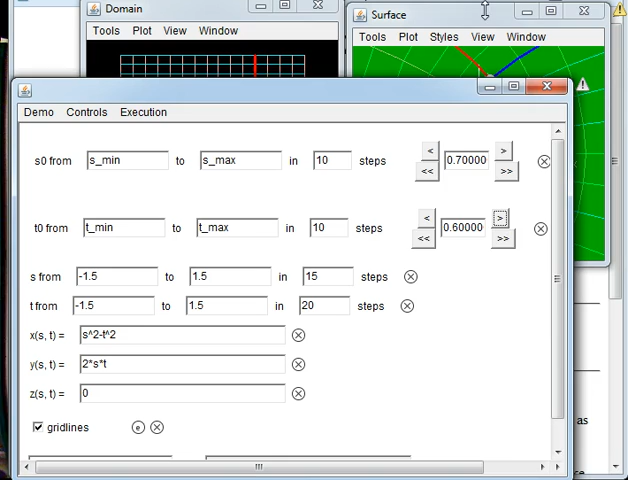 Domain
Tools Plot View Window
Surface
Tools Plot Styles View Window
Demo Controls Execution
s0 from s_min to s_max in 10 steps < > 0.70000 << >>
t0 from t_min to t_max in 10 steps < > 0.60000 << >>
s from -1.5 to 1.5 in 15 steps
t from -1.5 to 1.5 in 20 steps
x(s, t) = s^2-t^2
y(s, t) = 2*s*t
z(s, t) = 0
gridlines e
as